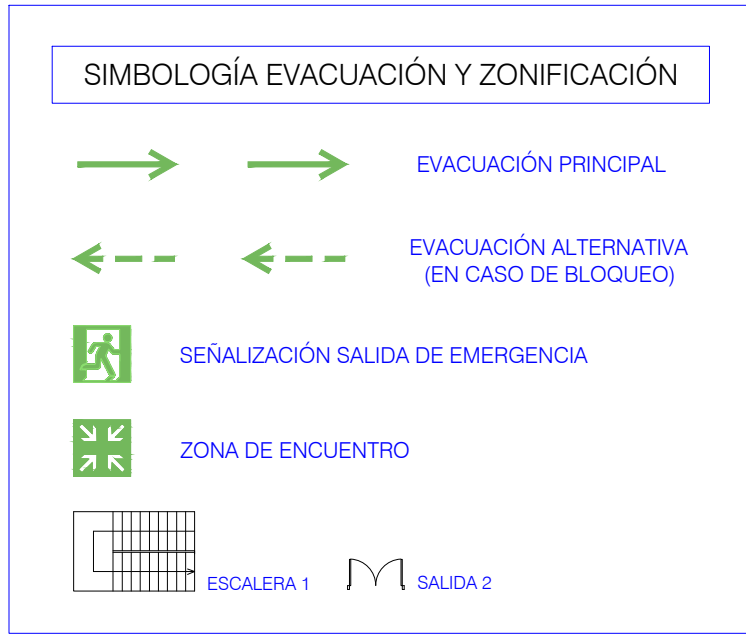 SIMBOLOGÍA EVACUACIÓN Y ZONIFICACIÓN
EVACUACIÓN PRINCIPAL
EVACUACIÓN ALTERNATIVA
(EN CASO DE BLOQUEO)
SEÑALIZACIÓN SALIDA DE EMERGENCIA
ZONA DE ENCUENTRO
ESCALERA 1
SALIDA 2